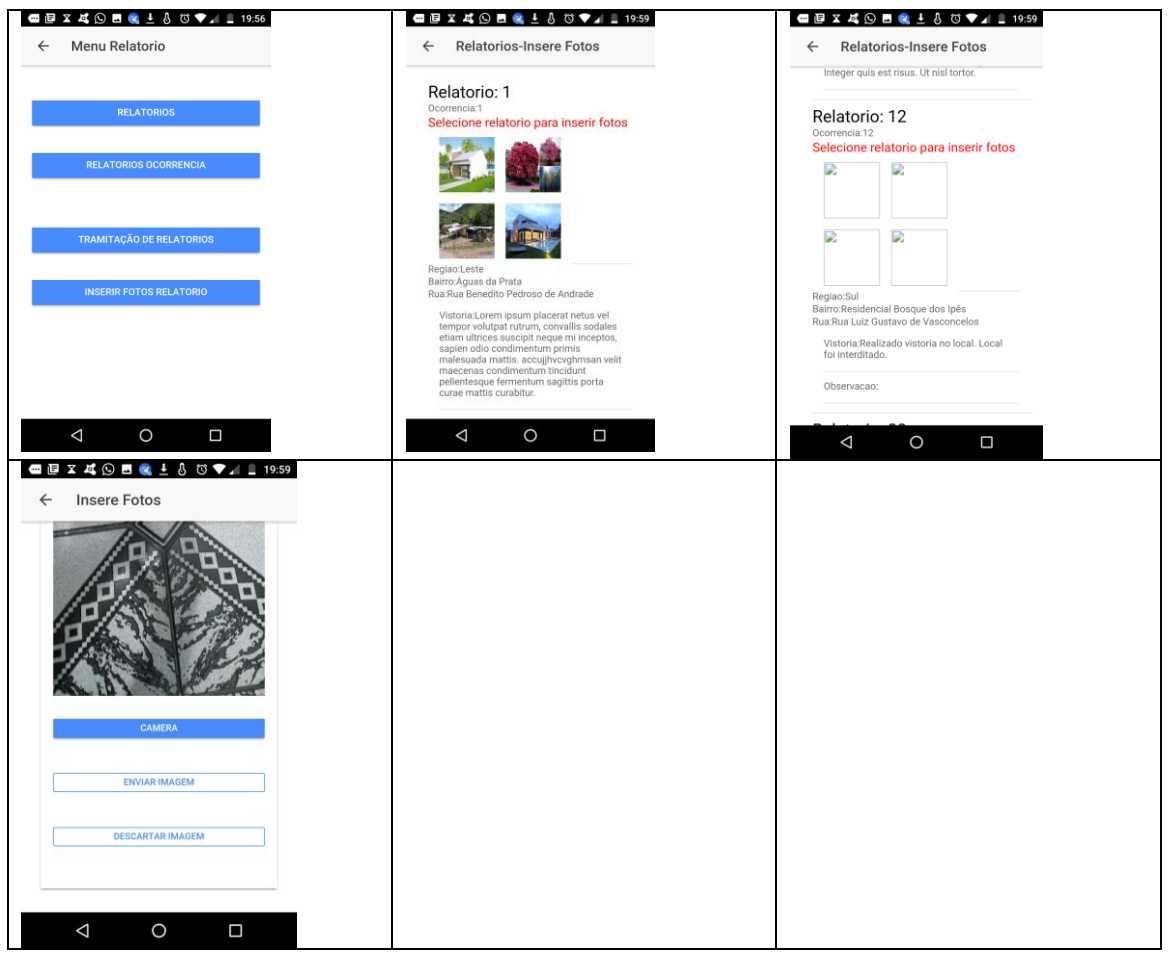 19:56
Menu Relatorio
RELATORIOS
RELATORIOS OCORRENCIA
TRAMITAÇÃO DE RELATORIOS
INSERIR FOTOS RELATORIO
19:59
Relatorios-Insere Fotos
Relatorio: 1
Ocorrencia:1
Selecione relatorio para inserir fotos
Regiao:Leste
Bairro:Águas da Prata
Rua:Rua Benedito Pedroso de Andrade
Vistoria:Lorem ipsum placerat netus vel
tempor volutpat rutrum, convallis sodales
etiam ultrices suscipit neque mi inceptos,
sapien odio condimentum primis
malesuada mattis. accujjhvcvghmsan velit
maecenas condimentum tincidunt
pellentesque fermentum sagittis porta
curae mattis curabitur.
19:59
Relatorios-Insere Fotos
Integer quis est risus. Ut nisl tortor.
Relatorio: 12
Ocorrencia:12
Selecione relatorio para inserir fotos
Regiao:Sul
Bairro:Residencial Bosque dos Ipês
Rua:Rua Luiz Gustavo de Vasconcelos
Vistoria:Realizado vistoria no local. Local
foi interditado.
Observacao:
19:59
Insere Fotos
CAMERA
ENVIAR IMAGEM
DESCARTAR IMAGEM